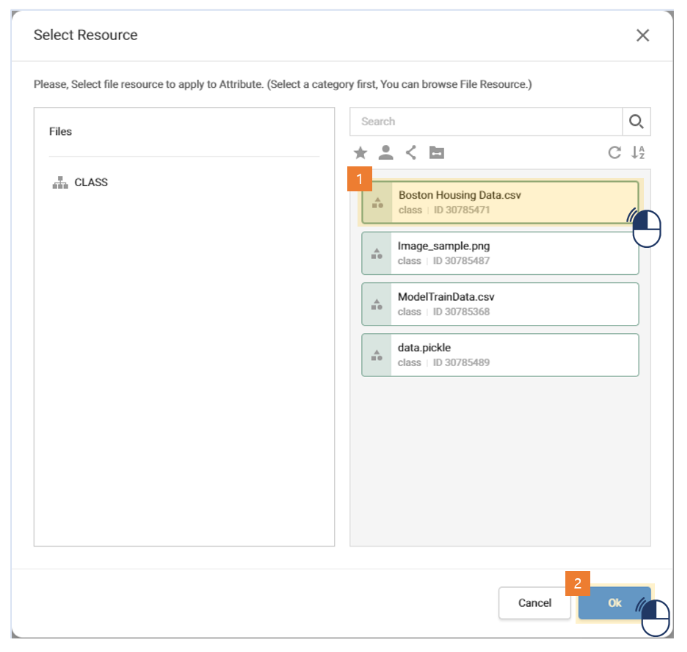 Select Resource
Please, Select file resource to apply to Attribute. (Select a category first, You can browse File Resource.)
Files
CLASS
Search
1
Boston Housing Data.csv
class | ID 30785471
Image_sample.png
class | ID 30785487
ModelTrainData.csv
class | ID 30785368
data.pickle
class | ID 30785489
2
Cancel
Ok